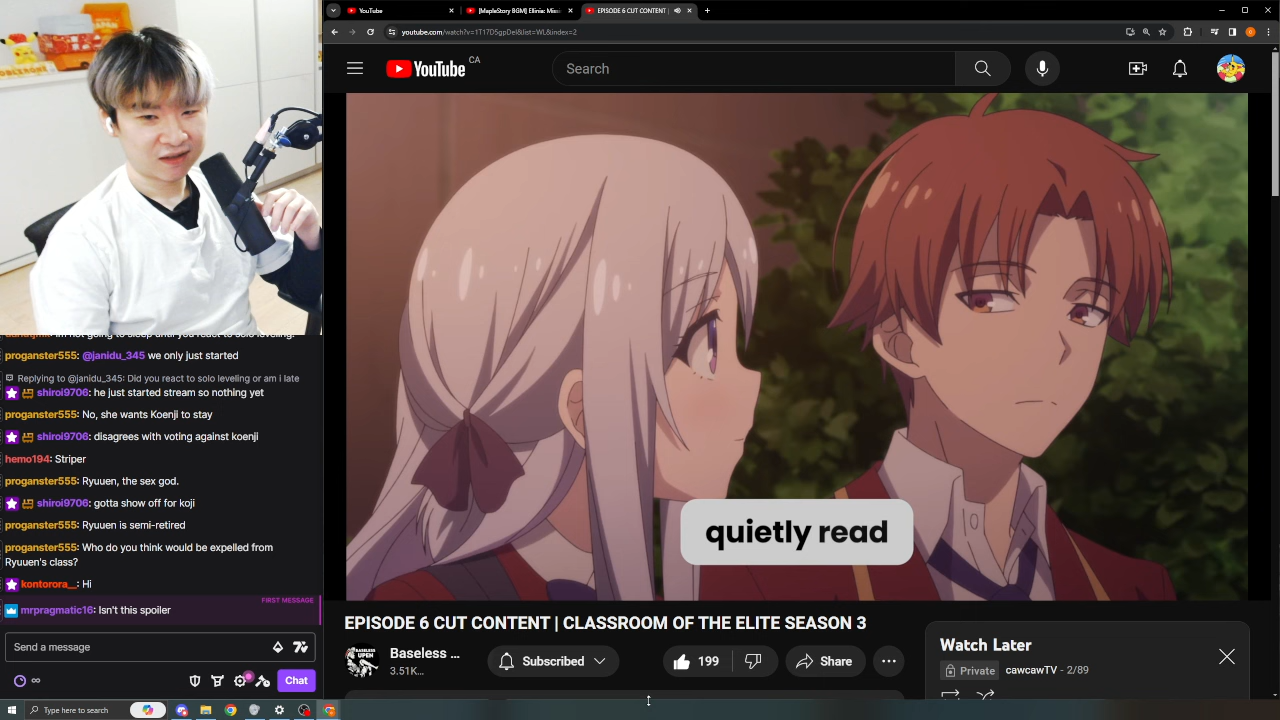 YouTube
[MapleStory BGM] Ellinia: Missi
EPISODE 6 CUT CONTENT |
youtube.com/watch?v=1T17D5gpDeI&list=WL&index=2
YouTube CA
Search
quietly read
EPISODE 6 CUT CONTENT | CLASSROOM OF THE ELITE SEASON 3
Baseless ...
3.51K...
Subscribed
199
Share
Watch Later
Private
cawcawTV - 2/89
proganster555: @janidu_345 we only just started
Replying to @janidu_345: Did you react to solo leveling or am i late
shiroi9706: he just started stream so nothing yet
proganster555: No, she wants Koenji to stay
shiroi9706: disagrees with voting against koenji
hemo194: Striper
proganster555: Ryuuen, the sex god.
shiroi9706: gotta show off for koji
proganster555: Ryuuen is semi-retired
proganster555: Who do you think would be expelled from
Ryuuen's class?
kontorora__: Hi
FIRST MESSAGE
mrpragmatic16: Isn't this spoiler
Send a message
Chat
Type here to search